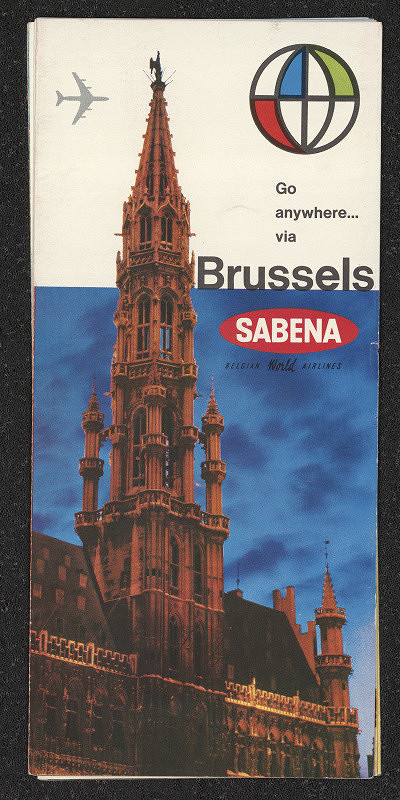 Go
anywhere...
via
Brussels
SABENA
BELGIAN World AIRLINES